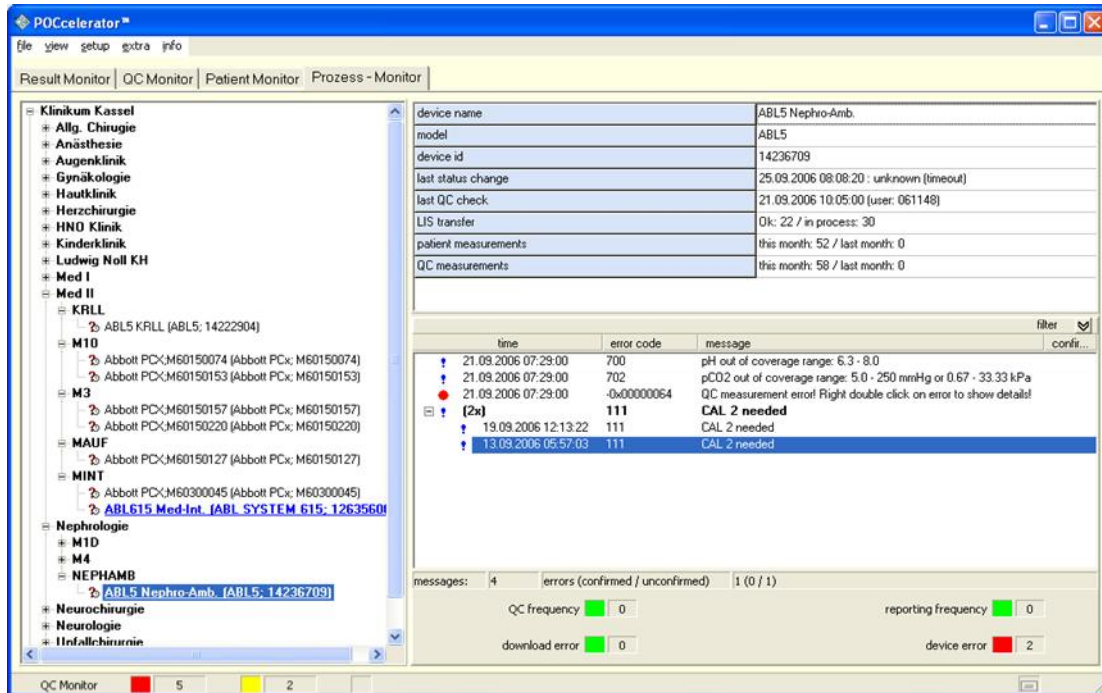 POCcelerator™
file view setup extra info
Result Monitor QC Monitor Patient Monitor Prozess - Monitor
Klinikum Kassel
Allg. Chirugie
Anästhesie
Augenklinik
Gynäkologie
Hautklinik
Herzchirurgie
HNO Klinik
Kinderklinik
Ludwig Noll KH
Med I
Med II
KRLL
ABL5 KRLL (ABL5; 14222904)
M10
Abbott PCX;M60150074 (Abbott PCx; M60150074)
Abbott PCX;M60150153 (Abbott PCx; M60150153)
M3
Abbott PCX;M60150157 (Abbott PCx; M60150157)
Abbott PCX;M60150220 (Abbott PCx; M60150220)
MAUF
Abbott PCX;M60150127 (Abbott PCx; M60150127)
MINT
Abbott PCX;M60300045 (Abbott PCx; M60300045)
ABL615 Med-Int. (ABL SYSTEM 615; 12635600
Nephrologie
M1D
M4
NEPHAMB
ABL5 Nephro-Amb. (ABL5; 14236709)
Neurochirurgie
Neurologie
Unfallchirurgie
device name ABL5 Nephro-Amb.
model ABL5
device id 14236709
last status change 25.09.2006 08:08:20 : unknown (timeout)
last QC check 21.09.2006 10:05:00 (user: 061148)
LIS transfer Ok: 22 / in process: 30
patient measurements this month: 52 / last month: 0
QC measurements this month: 58 / last month: 0
filter
time error code message confir...
21.09.2006 07:29:00 700 pH out of coverage range: 6.3 - 8.0
21.09.2006 07:29:00 702 pCO2 out of coverage range: 5.0 - 250 mmHg or 0.67 - 33.33 kPa
21.09.2006 07:29:00 -0x00000064 QC measurement error! Right double click on error to show details!
(2x) 111 CAL 2 needed
19.09.2006 12:13:22 111 CAL 2 needed
13.09.2006 05:57:03 111 CAL 2 needed
messages: 4 errors (confirmed / unconfirmed) 1 (0 / 1)
QC frequency 0 reporting frequency 0
download error 0 device error 2
QC Monitor 5 2